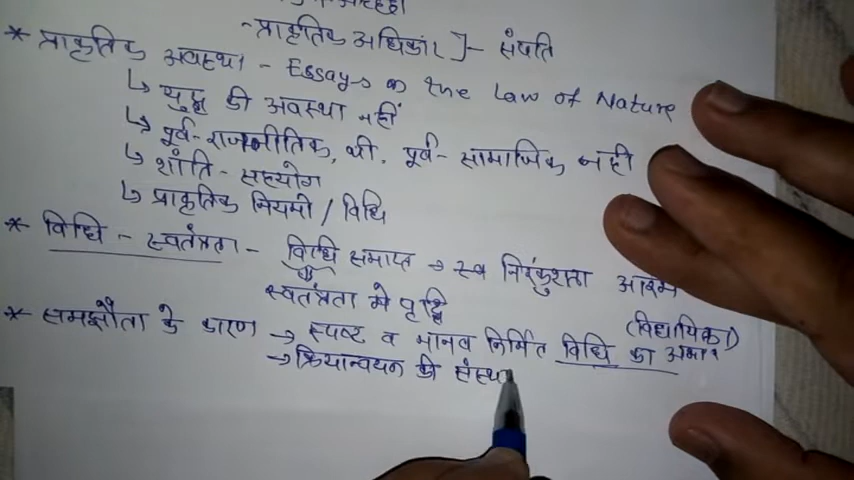 - प्राकृतिक अधिकार ]- संपति
* प्राकृतिक अवस्था - Essays on the Law of Nature
↳ युद्ध की अवस्था नहीं
↳ पूर्व-राजनीतिक, थी. पूर्व-सामाजिक नही
↳ शांति - सहयोग
↳ प्राकृतिक नियमो / विधि
* विधि - स्वतंत्रता - विधि समाप्त → स्व निरंकुशता आरम्भ
स्वतंत्रता मे वृद्धि
(विधायिका)
* समझौता के कारण → स्पष्ट व मानव निर्मित विधि का अभाव
→ क्रियान्वयन की संस्था